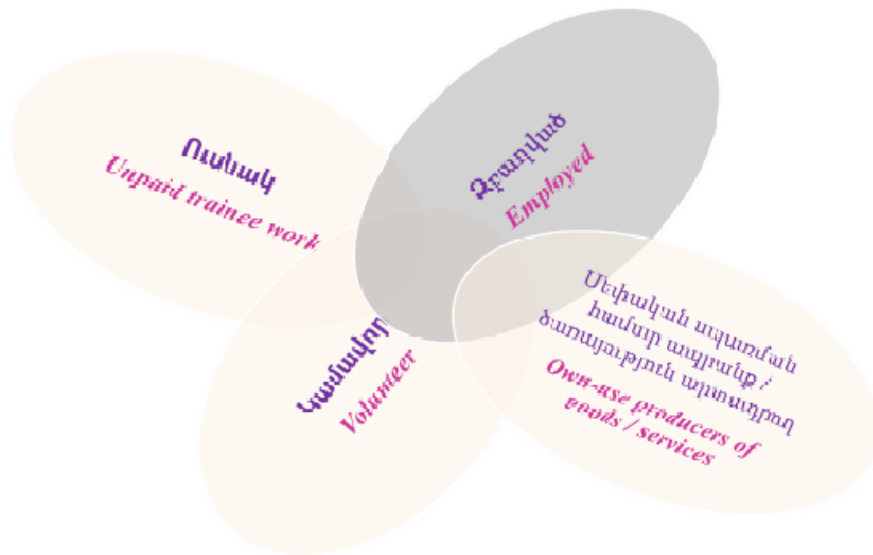 Ունակ
Unpaid trainee work
Զբաղված
Employed
Կամավոր
Volunteer
Սեփական սպառման
համար ապրանք /
ծառայություն արտադրող
Own-use producers of
goods / services